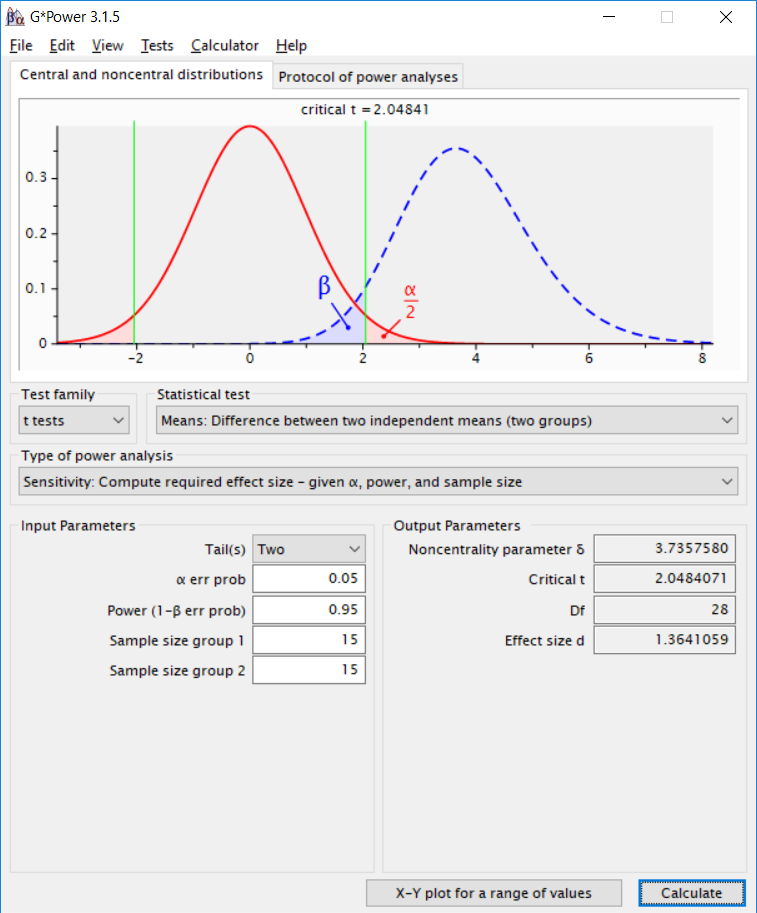 G*Power 3.1.5
File Edit View Tests Calculator Help
Central and noncentral distributions Protocol of power analyses
critical t = 2.04841
0.3
0.2
0.1
0
β
α
2
-2 0 2 4 6 8
Test family
t tests
Statistical test
Means: Difference between two independent means (two groups)
Type of power analysis
Sensitivity: Compute required effect size – given α, power, and sample size
Input Parameters
Tail(s) Two
α err prob 0.05
Power (1-β err prob) 0.95
Sample size group 1 15
Sample size group 2 15
Output Parameters
Noncentrality parameter δ 3.7357580
Critical t 2.0484071
Df 28
Effect size d 1.3641059
X-Y plot for a range of values Calculate